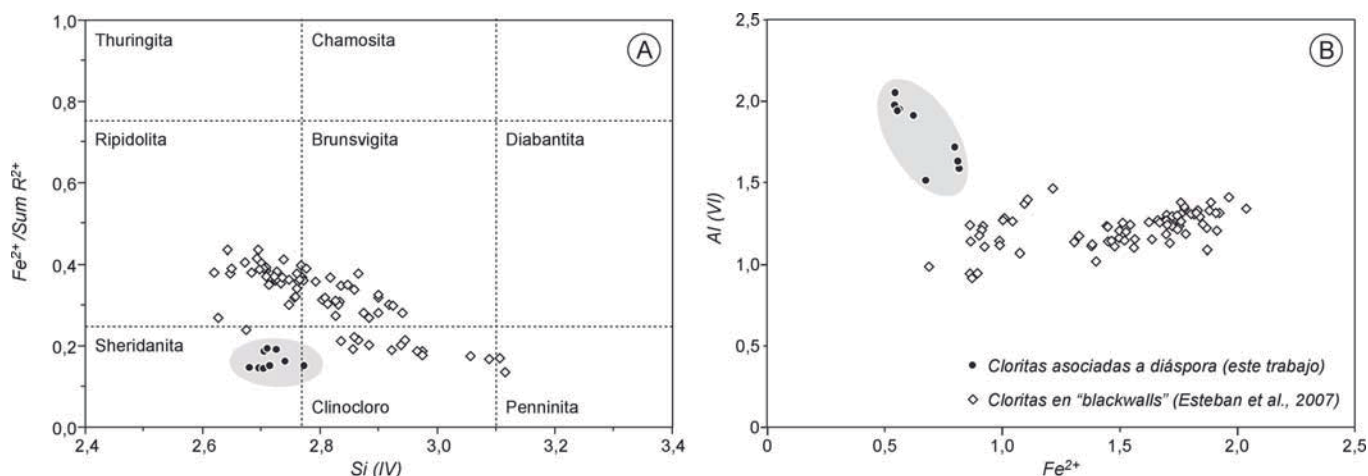 A
Thuringita
Chamosita
Ripidolita
Brunsvigita
Diabantita
Sheridanita
Clinocloro
Penninita
1,0
0,8
0,6
0,4
0,2
0,0
2,4
2,6
2,8
3,0
3,2
3,4
Fe²⁺/Sum R²⁺
Si (IV)
B
2,5
2,0
1,5
1,0
0,5
0
0
0,5
1,0
1,5
2,0
2,5
Al (VI)
Fe²⁺
Cloritas asociadas a diáspora (este trabajo)
Cloritas en "blackwalls" (Esteban et al., 2007)